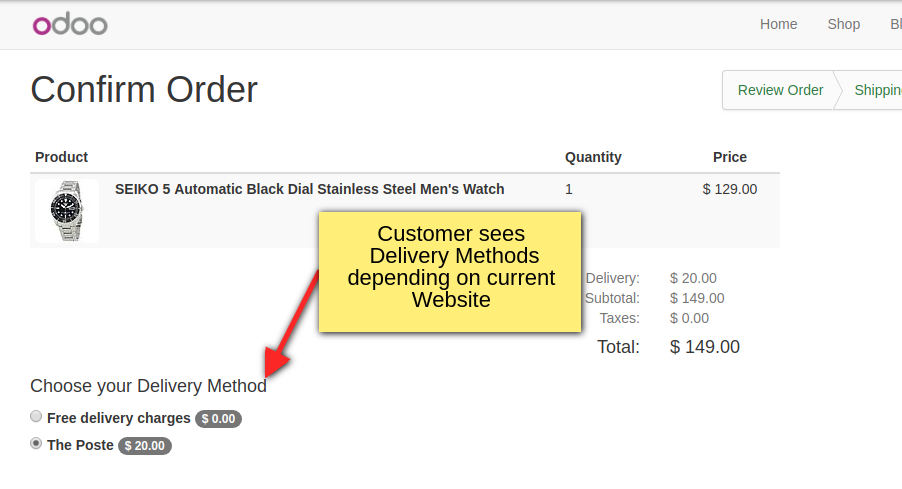 odoo
Home Shop Bl
Confirm Order
Review Order Shippin
Product Quantity Price
SEIKO 5 Automatic Black Dial Stainless Steel Men's Watch 1 $ 129.00
Customer sees
Delivery Methods
depending on current
Website
Delivery: $ 20.00
Subtotal: $ 149.00
Taxes: $ 0.00
Total: $ 149.00
Choose your Delivery Method
Free delivery charges $ 0.00
The Poste $ 20.00